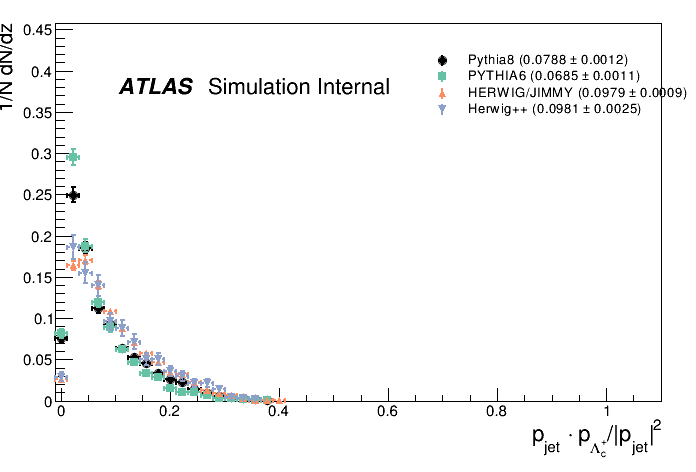 1/N dN/dz
0.45
0.4
0.35
0.3
0.25
0.2
0.15
0.1
0.05
0
ATLAS Simulation Internal
Pythia8 (0.0788 ± 0.0012)
PYTHIA6 (0.0685 ± 0.0011)
HERWIG/JIMMY (0.0979 ± 0.0009)
Herwig++ (0.0981 ± 0.0025)
0 0.2 0.4 0.6 0.8 1
p_jet · p_Λ_c^+/|p_jet|^2